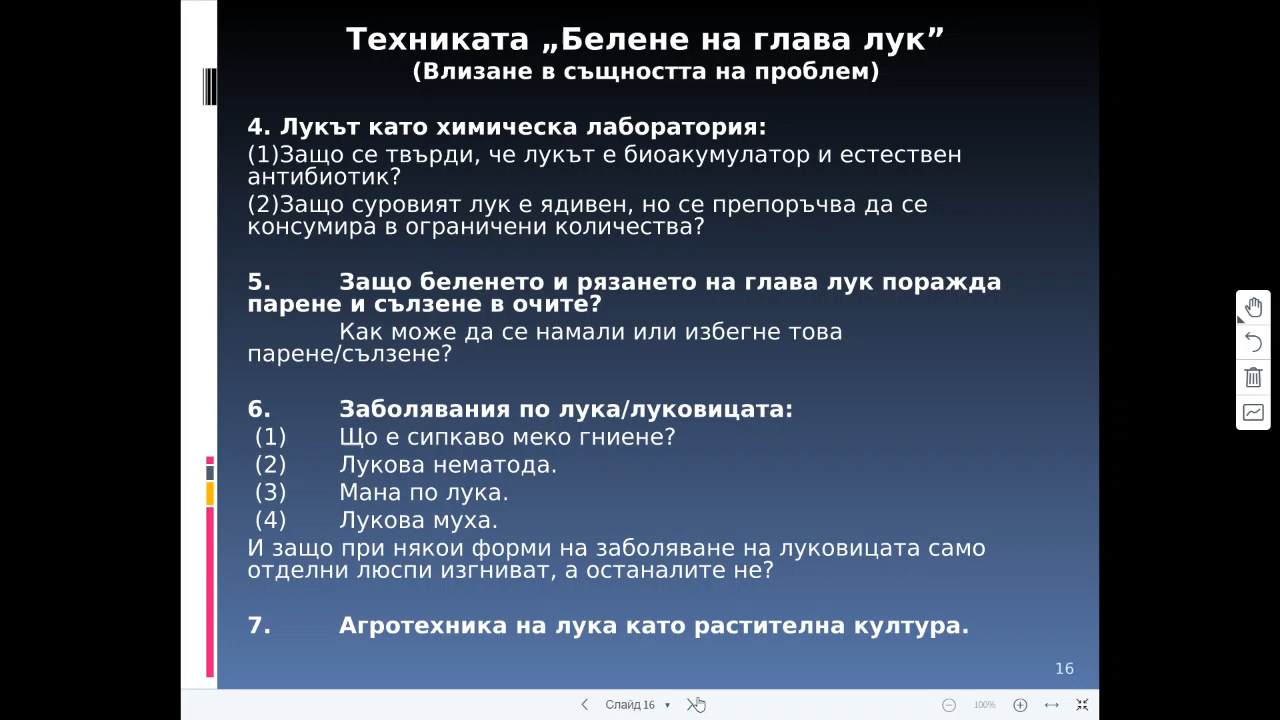 Техниката „Белене на глава лук”
(Влизане в същността на проблем)
4. Лукът като химическа лаборатория:
(1)Защо се твърди, че лукът е биоакумулатор и естествен
антибиотик?
(2)Защо суровият лук е ядивен, но се препоръчва да се
консумира в ограничени количества?
5. Защо беленето и рязането на глава лук поражда
парене и сълзене в очите?
Как може да се намали или избегне това
парене/сълзене?
6. Заболявания по лука/луковицата:
(1) Що е сипкаво меко гниене?
(2) Лукова нематода.
(3) Мана по лука.
(4) Лукова муха.
И защо при някои форми на заболяване на луковицата само
отделни люспи изгниват, а останалите не?
7. Агротехника на лука като растителна култура.
16
Слайд 16
100%